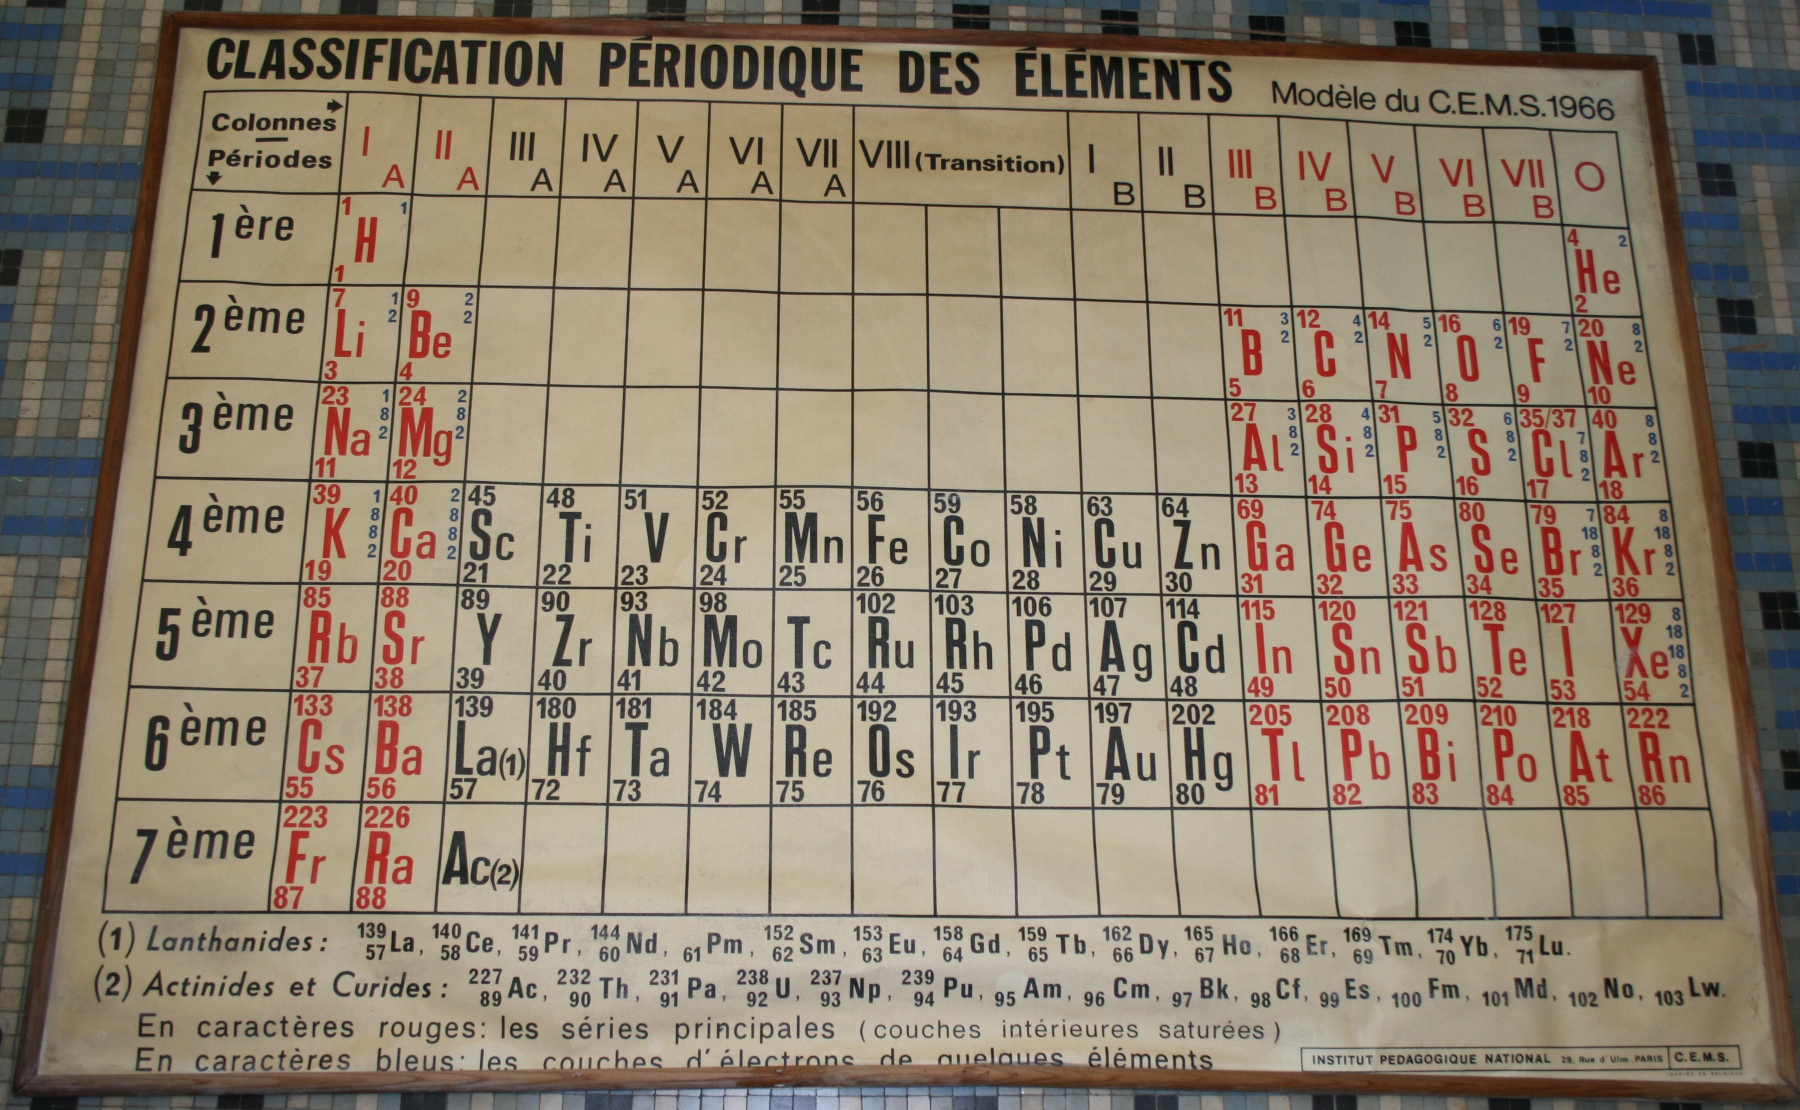 CLASSIFICATION PÉRIODIQUE DES ÉLÉMENTS Modèle du C.E.M.S.1966
Colonnes
Périodes
I A II A III A IV A V A VI A VII A VIII (Transition) I B II B III B IV B V B VI B VII B O
1ère
1 1 4 2
H He
1 2
2ème
7 1 2 9 2 2 11 3 2 12 4 2 14 5 2 16 6 2 19 7 2 20 8 2
Li Be B C N O F Ne
3 4 5 6 7 8 9 10
3ème
23 1 8 2 24 2 8 2 27 3 8 2 28 4 8 2 31 5 8 2 32 6 8 2 35/37 7 8 2 40 8 8 2
Na Mg Al Si P S Cl Ar
11 12 13 14 15 16 17 18
4ème
39 1 8 8 2 40 2 8 8 2 45 48 51 52 55 56 59 58 63 64 69 74 75 80 79 7 18 8 2 84 8 18 8 2
K Ca Sc Ti V Cr Mn Fe Co Ni Cu Zn Ga Ge As Se Br Kr
19 20 21 22 23 24 25 26 27 28 29 30 31 32 33 34 35 36
5ème
85 88 89 90 93 98 102 103 106 107 114 115 120 121 128 127 129 8 18 18 8 2
Rb Sr Y Zr Nb Mo Tc Ru Rh Pd Ag Cd In Sn Sb Te I Xe
37 38 39 40 41 42 43 44 45 46 47 48 49 50 51 52 53 54
6ème
133 138 139 180 181 184 185 192 193 195 197 202 205 208 209 210 218 222
Cs Ba La(1) Hf Ta W Re Os Ir Pt Au Hg Tl Pb Bi Po At Rn
55 56 57 72 73 74 75 76 77 78 79 80 81 82 83 84 85 86
7ème
223 226
Fr Ra Ac(2)
87 88
(1) Lanthanides: 139 57 La, 140 58 Ce, 141 59 Pr, 144 60 Nd, 61 Pm, 152 62 Sm, 153 63 Eu, 158 64 Gd, 159 65 Tb, 162 66 Dy, 165 67 Ho, 166 68 Er, 169 69 Tm, 174 70 Yb, 175 71 Lu.
(2) Actinides et Curides: 227 89 Ac, 232 90 Th, 231 91 Pa, 238 92 U, 237 93 Np, 239 94 Pu, 95 Am, 96 Cm, 97 Bk, 98 Cf, 99 Es, 100 Fm, 101 Md, 102 No, 103 Lw.
En caractères rouges: les séries principales (couches intérieures saturées)
En caractères bleus: les couches d'électrons de quelques éléments
INSTITUT PEDAGOGIQUE NATIONAL 29. Rue d'Ulm. PARIS C.E.M.S.